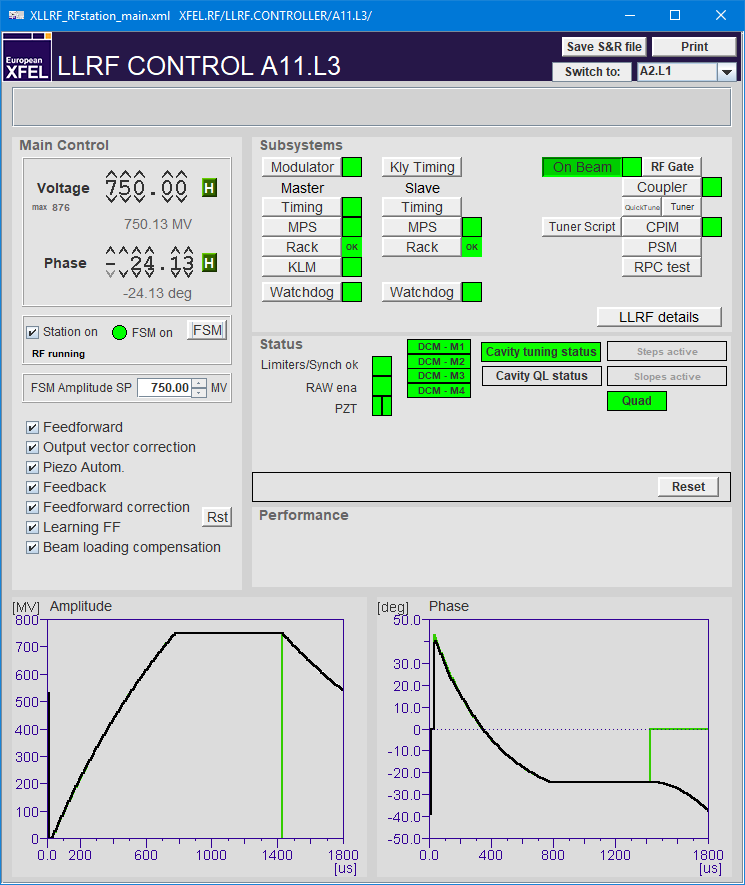 XLLRF_RFstation_main.xml XFEL.RF/LLRF.CONTROLLER/A11.L3/
European
XFEL
LLRF CONTROL A11.L3
Save S&R file
Print
Switch to:
A2.L1
Main Control
Voltage
750.00
H
max 876
750.13 MV
Phase
-24.13
H
-24.13 deg
Station on
FSM on
FSM
RF running
FSM Amplitude SP
750.00
MV
Feedforward
Output vector correction
Piezo Autom.
Feedback
Feedforward correction
Rst
Learning FF
Beam loading compensation
Subsystems
Modulator
Kly Timing
On Beam
RF Gate
Master
Slave
Coupler
Timing
Timing
QuickTune
Tuner
MPS
MPS
Tuner Script
CPIM
Rack
OK
Rack
OK
PSM
KLM
RPC test
Watchdog
Watchdog
LLRF details
Status
Limiters/Synch ok
RAW ena
PZT
DCM - M1
DCM - M2
DCM - M3
DCM - M4
Cavity tuning status
Cavity QL status
Steps active
Slopes active
Quad
Reset
Performance
[MV]
Amplitude
800
700
600
500
400
300
200
100
0
0.0 200 600 1000 1400 1800
[us]
[deg]
Phase
50.0
30.0
20.0
10.0
0
-10.0
-20.0
-30.0
-40.0
-50.0
0.0 400 800 1200 1800
[us]